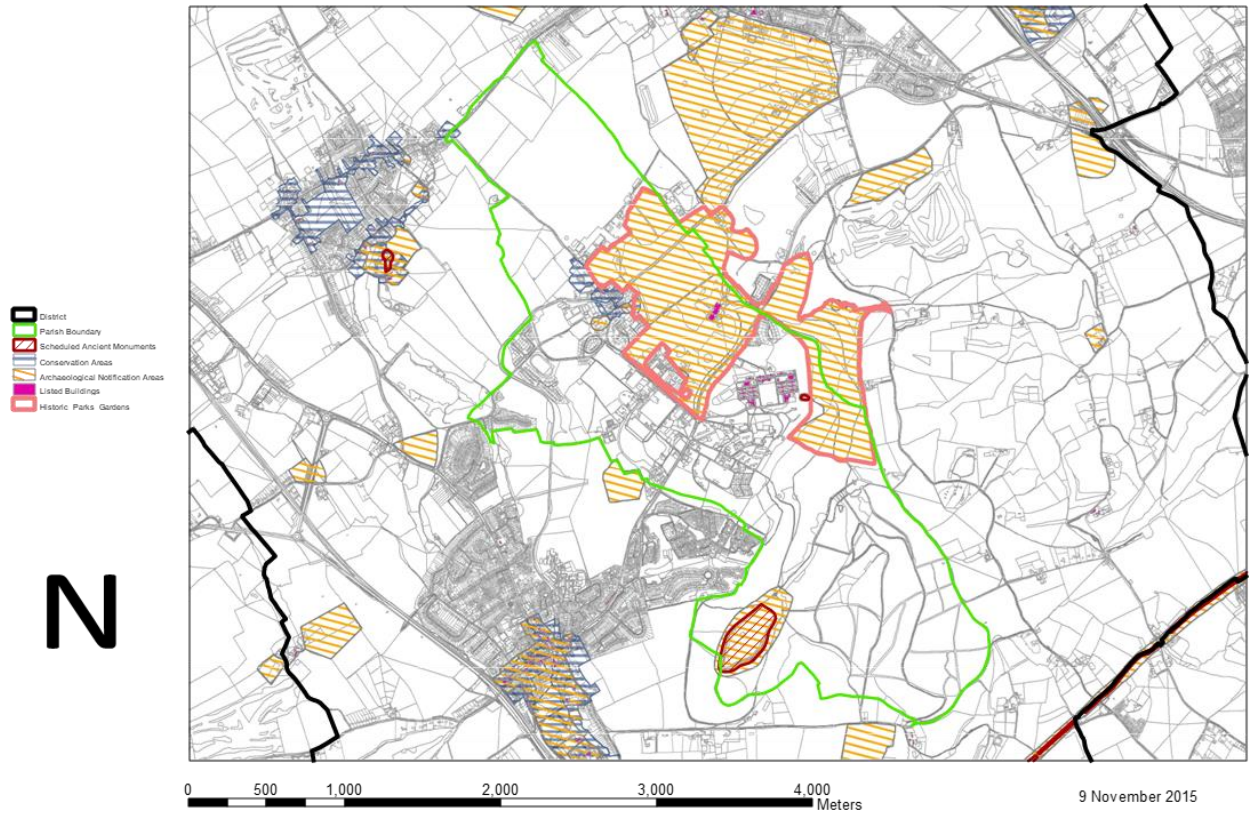 District
Parish Boundary
Scheduled Ancient Monuments
Conservation Areas
Archaeological Notification Areas
Listed Buildings
Historic Parks Gardens
N
0 500 1,000 2,000 3,000 4,000
Meters
9 November 2015